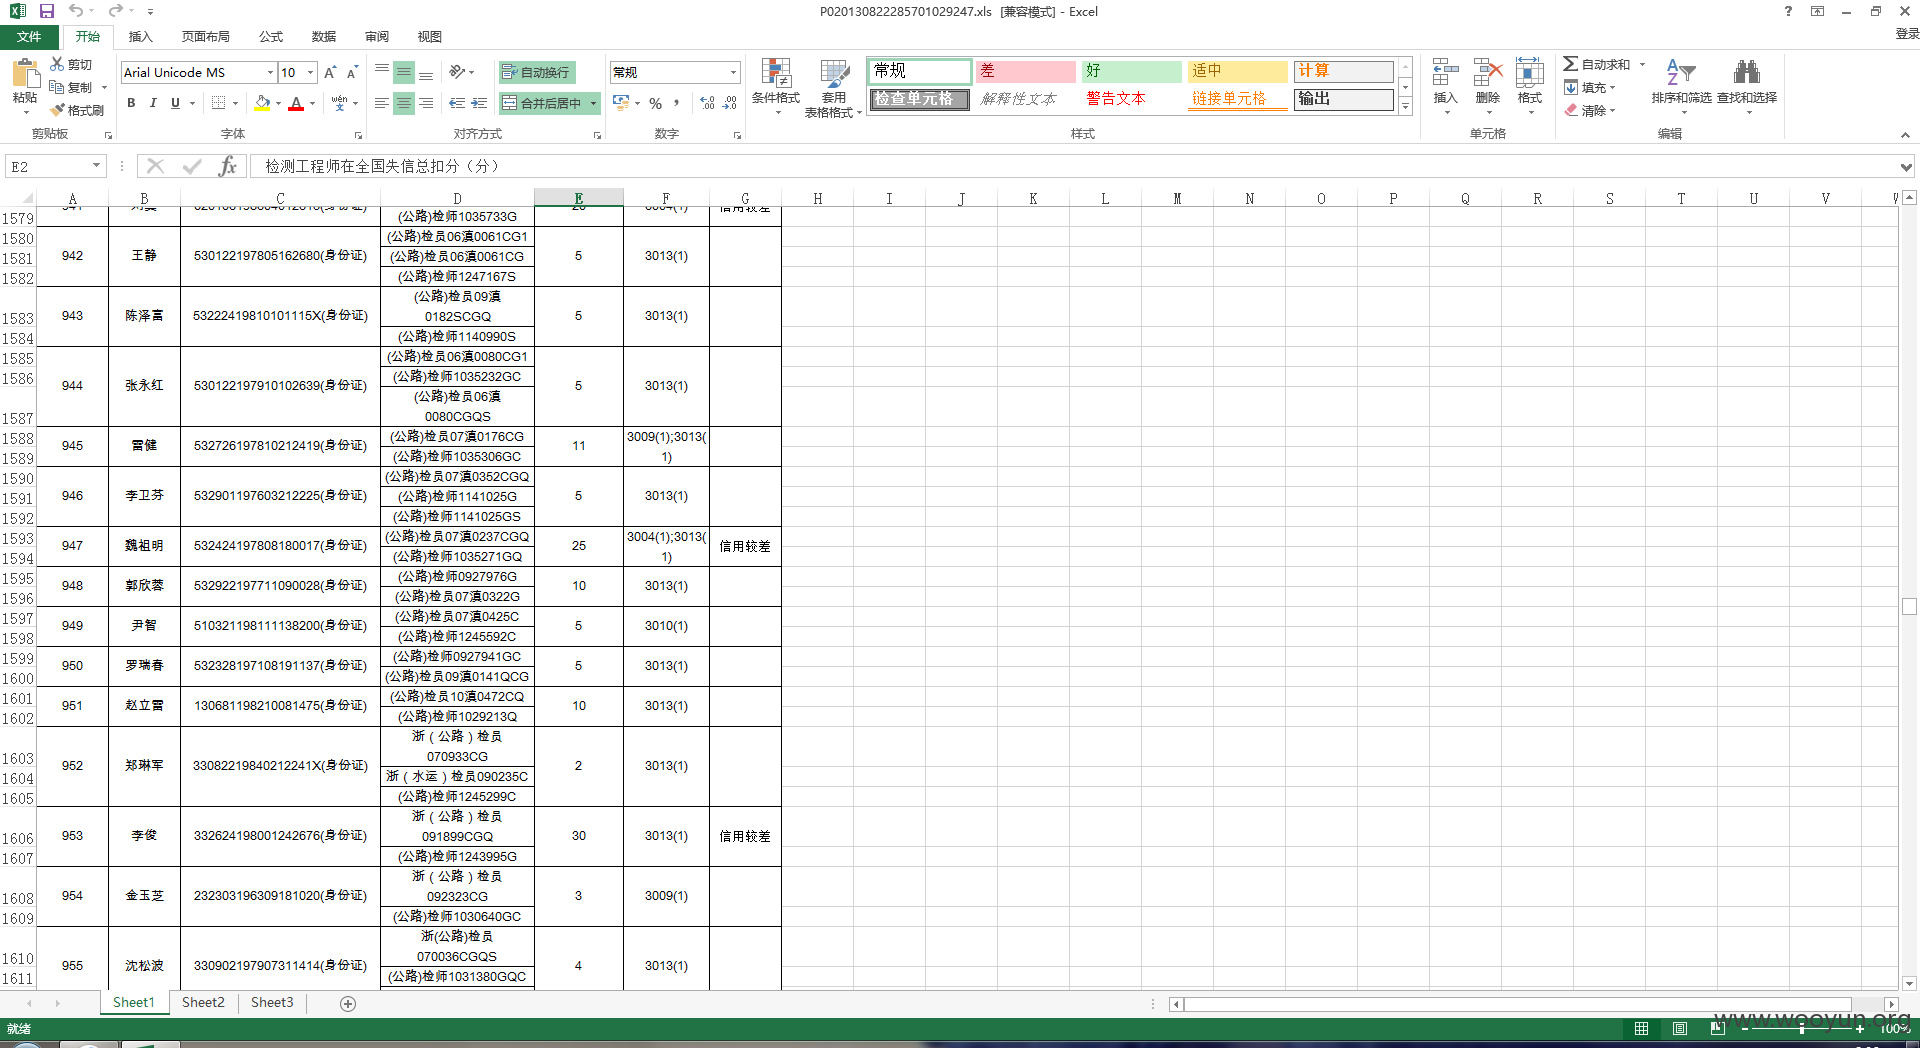 P020130822285701029247.xls [兼容模式] - Excel
登录
文件 开始 插入 页面布局 公式 数据 审阅 视图
粘贴 剪切 复制 格式刷 剪贴板
Arial Unicode MS 10 B I U A 字体
自动换行 合并后居中 对齐方式
常规 % 数字
条件格式 套用表格格式
常规 差 好 适中 计算
检查单元格 解释性文本 警告文本 链接单元格 输出
样式
插入 删除 格式 单元格
自动求和 填充 清除 排序和筛选 查找和选择 编辑
E2 fx 检测工程师在全国失信总扣分（分）
A B C D E F G H I J K L M N O P Q R S T U V
1579 (公路)检师1035733G
1580 (公路)检员06滇0061CG1
1581 942 王静 530122197805162680(身份证) (公路)检员06滇0061CG 5 3013(1)
1582 (公路)检师1247167S
1583 943 陈泽富 53222419810101115X(身份证) (公路)检员09滇0182SCGQ 5 3013(1)
1584 (公路)检师1140990S
1585 (公路)检员06滇0080CG1
1586 944 张永红 530122197910102639(身份证) (公路)检师1035232GC 5 3013(1)
1587 (公路)检员06滇0080CGQS
1588 945 雷健 532726197810212419(身份证) (公路)检员07滇0176CG 11 3009(1);3013(1)
1589 (公路)检师1035306GC
1590 (公路)检员07滇0352CGQ
1591 946 李卫芬 532901197603212225(身份证) (公路)检师1141025G 5 3013(1)
1592 (公路)检师1141025GS
1593 947 魏祖明 532424197808180017(身份证) (公路)检员07滇0237CGQ 25 3004(1);3013(1) 信用较差
1594 (公路)检师1035271GQ
1595 948 郭欣蓉 532922197711090028(身份证) (公路)检师0927976G 10 3013(1)
1596 (公路)检员07滇0322G
1597 949 尹智 510321198111138200(身份证) (公路)检员07滇0425C 5 3010(1)
1598 (公路)检师1245592C
1599 950 罗瑞春 532328197108191137(身份证) (公路)检师0927941GC 5 3013(1)
1600 (公路)检员09滇0141QCG
1601 951 赵立雷 130681198210081475(身份证) (公路)检员10滇0472CQ 10 3013(1)
1602 (公路)检师1029213Q
1603 952 郑琳军 33082219840212241X(身份证) 浙（公路）检员070933CG 2 3013(1)
1604 浙（水运）检员090235C
1605 (公路)检师1245299C
1606 953 李俊 332624198001242676(身份证) 浙（公路）检员091899CGQ 30 3013(1) 信用较差
1607 (公路)检师1243995G
1608 954 金玉芝 232303196309181020(身份证) 浙（公路）检员092323CG 3 3009(1)
1609 (公路)检师1030640GC
1610 955 沈松波 330902197907311414(身份证) 浙(公路)检员070036CGQS 4 3013(1)
1611 (公路)检师1031380GQC
Sheet1 Sheet2 Sheet3
就绪 100%
www.wooyun.org